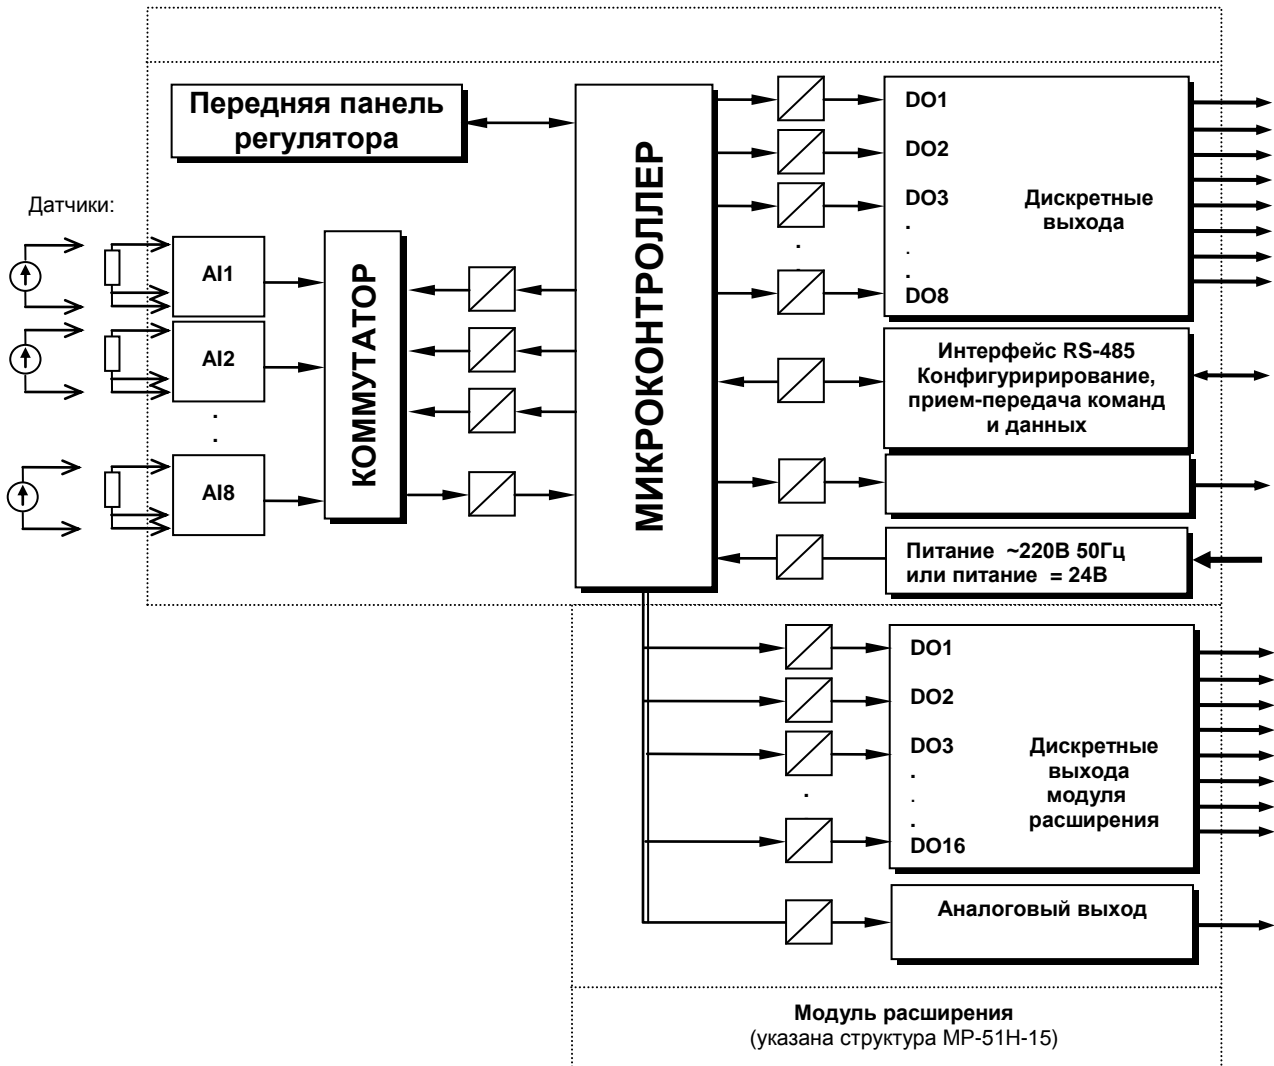 Передняя панель
регулятора
Датчики:
AI1
AI2
.
.
AI8
КОММУТАТОР
МИКРОКОНТРОЛЛЕР
.
.
DO1
DO2
DO3
.
.
.
DO8
Дискретные
выхода
Интерфейс RS-485
Конфигуририрование,
прием-передача команд
и данных
Питание ~220В 50Гц
или питание = 24В
.
DO1
DO2
DO3
.
.
.
DO16
Дискретные
выхода
модуля
расширения
Аналоговый выход
Модуль расширения
(указана структура МР-51Н-15)